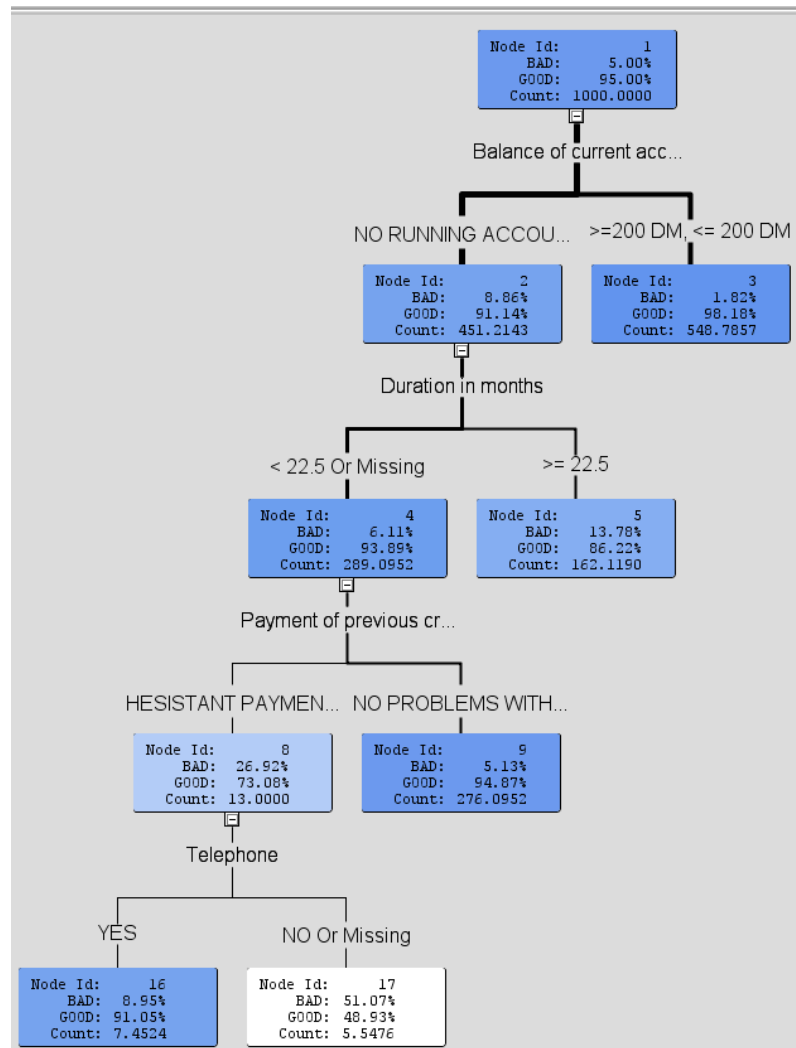 Node Id: 1
BAD: 5.00%
GOOD: 95.00%
Count: 1000.0000
Balance of current acc...
NO RUNNING ACCOU...
>=200 DM, <= 200 DM
Node Id: 2
BAD: 8.86%
GOOD: 91.14%
Count: 451.2143
Node Id: 3
BAD: 1.82%
GOOD: 98.18%
Count: 548.7857
Duration in months
< 22.5 Or Missing
>= 22.5
Node Id: 4
BAD: 6.11%
GOOD: 93.89%
Count: 289.0952
Node Id: 5
BAD: 13.78%
GOOD: 86.22%
Count: 162.1190
Payment of previous cr...
HESISTANT PAYMEN...
NO PROBLEMS WITH...
Node Id: 8
BAD: 26.92%
GOOD: 73.08%
Count: 13.0000
Node Id: 9
BAD: 5.13%
GOOD: 94.87%
Count: 276.0952
Telephone
YES
NO Or Missing
Node Id: 16
BAD: 8.95%
GOOD: 91.05%
Count: 7.4524
Node Id: 17
BAD: 51.07%
GOOD: 48.93%
Count: 5.5476